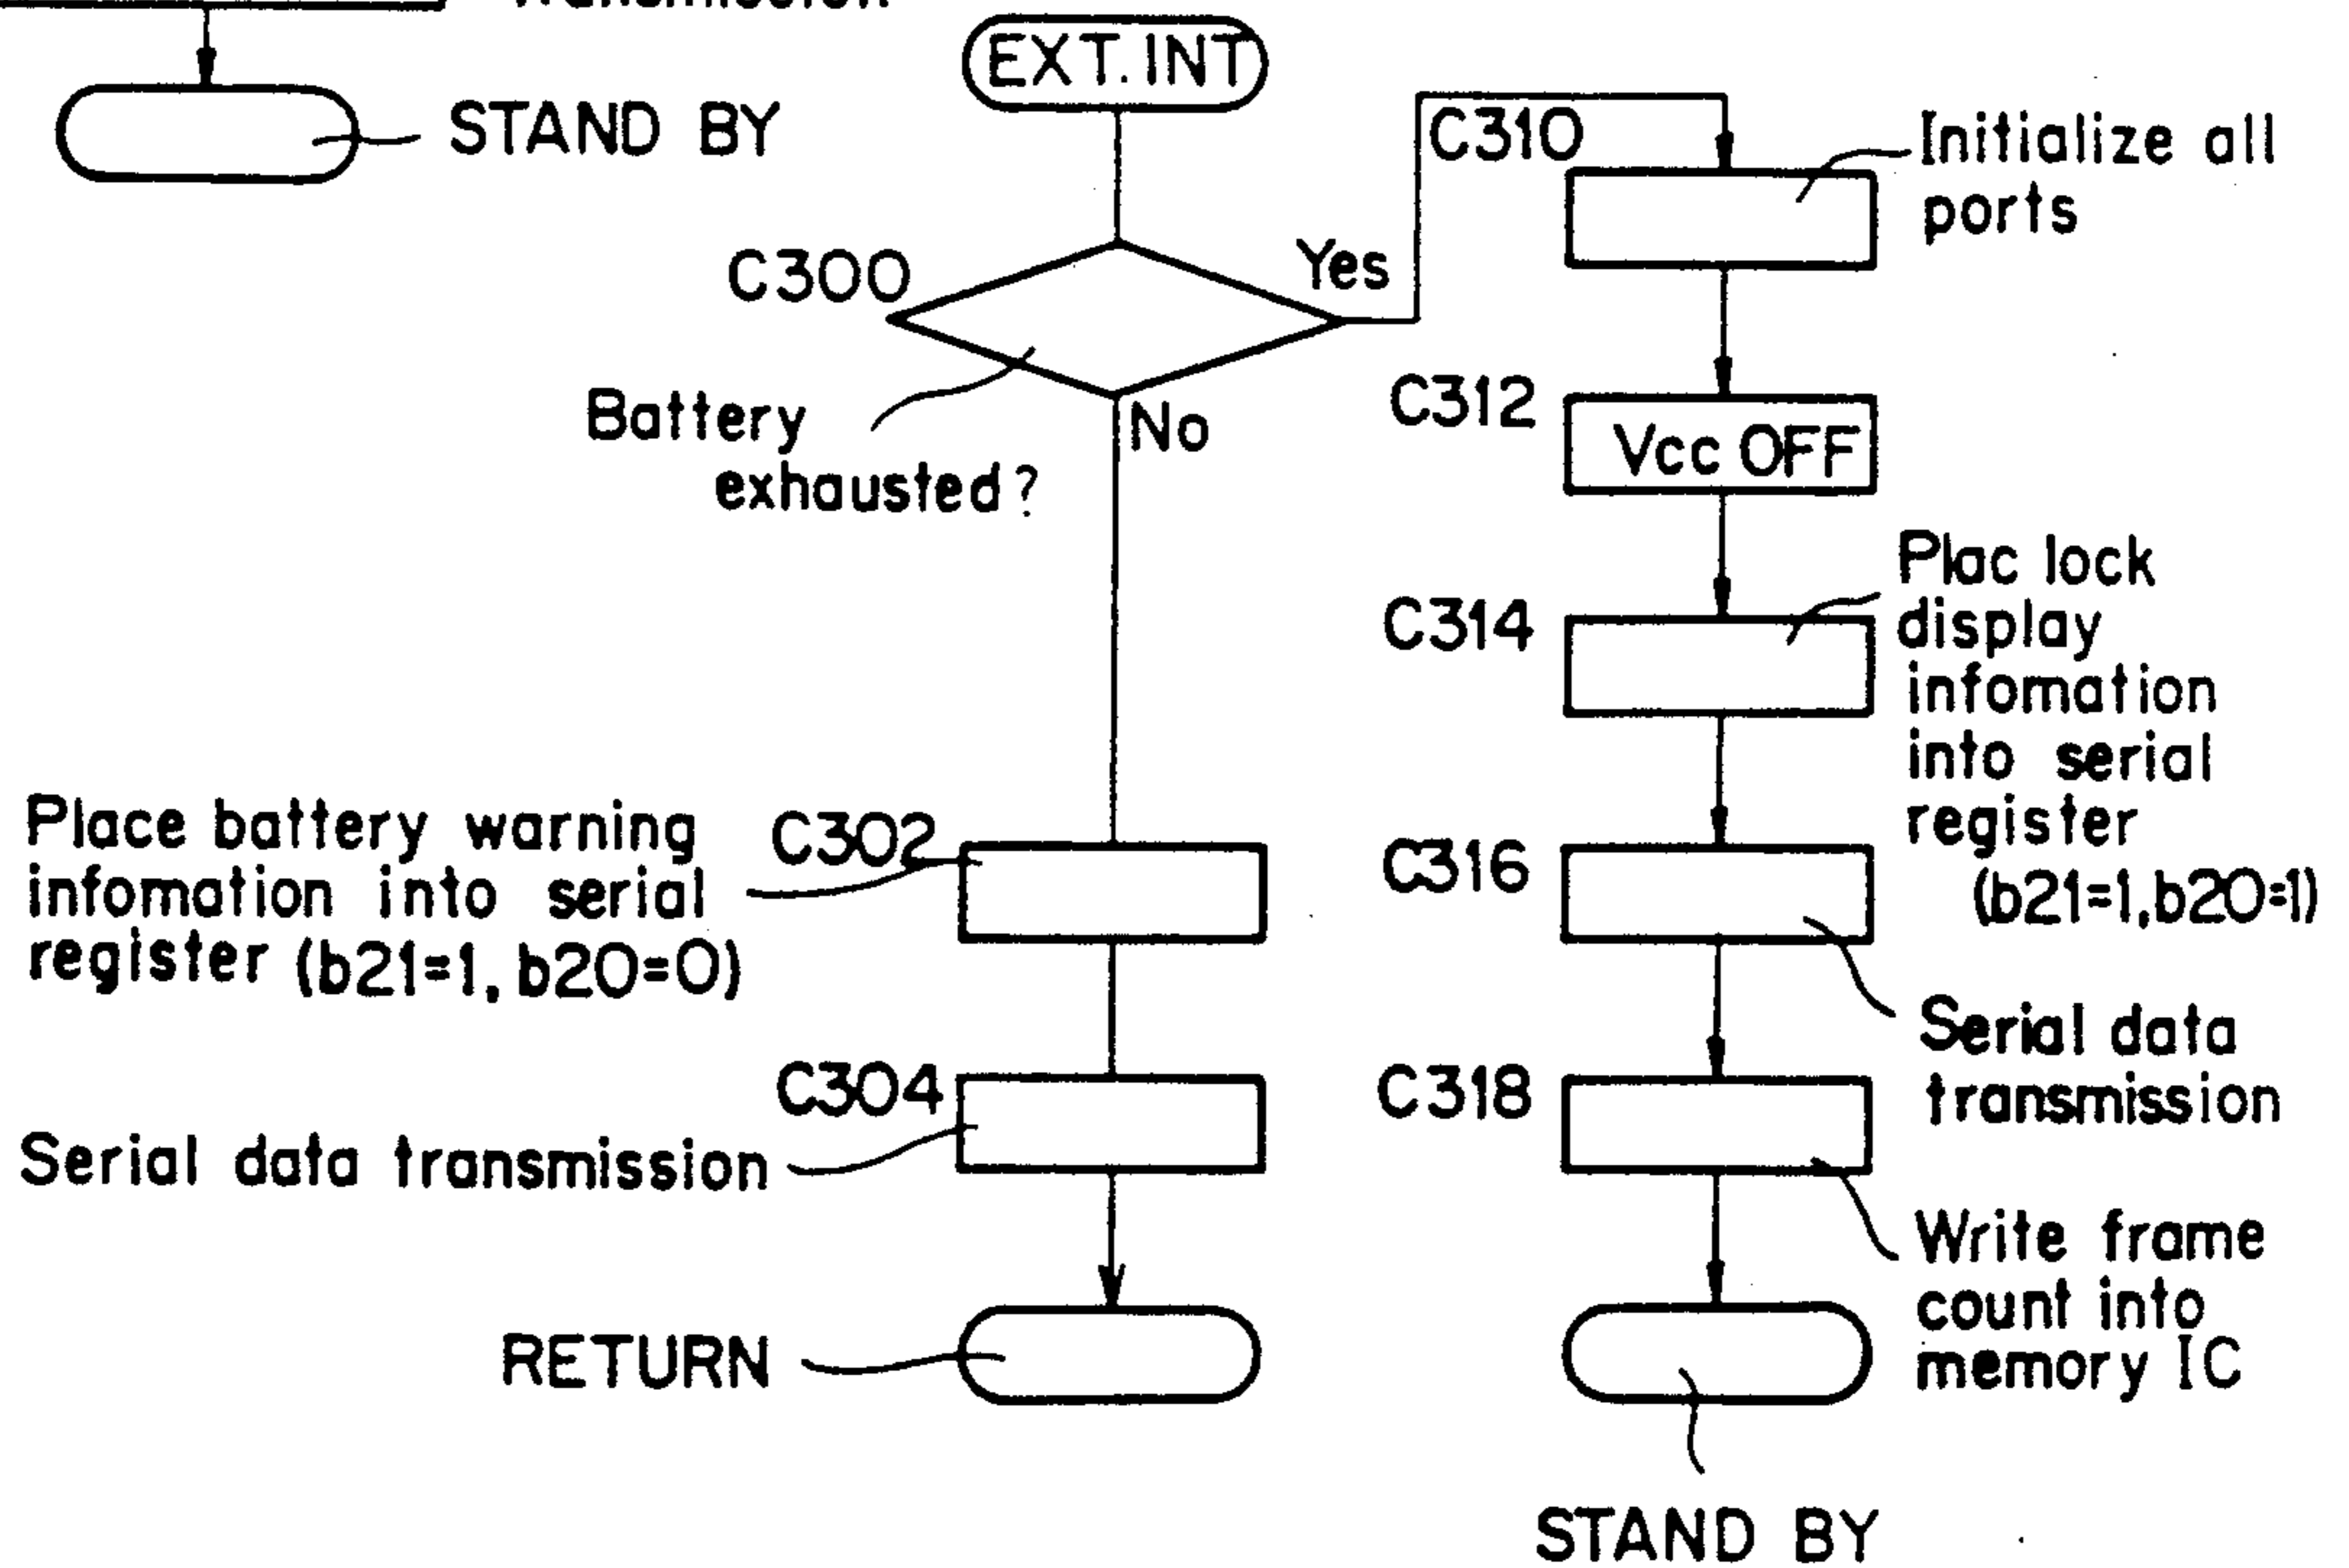 STAND BY
EXT. INT
C300
Yes
Battery
exhausted?
No
C310
Initialize all
ports
C312
Vcc OFF
C314
Plac lock
display
infomation
into serial
register
(b21=1,b20=1)
C316
Serial data
transmission
C318
Write frame
count into
memory IC
STAND BY
Place battery warning
infomation into serial
register (b21=1, b20=0)
C302
C304
Serial data transmission
RETURN